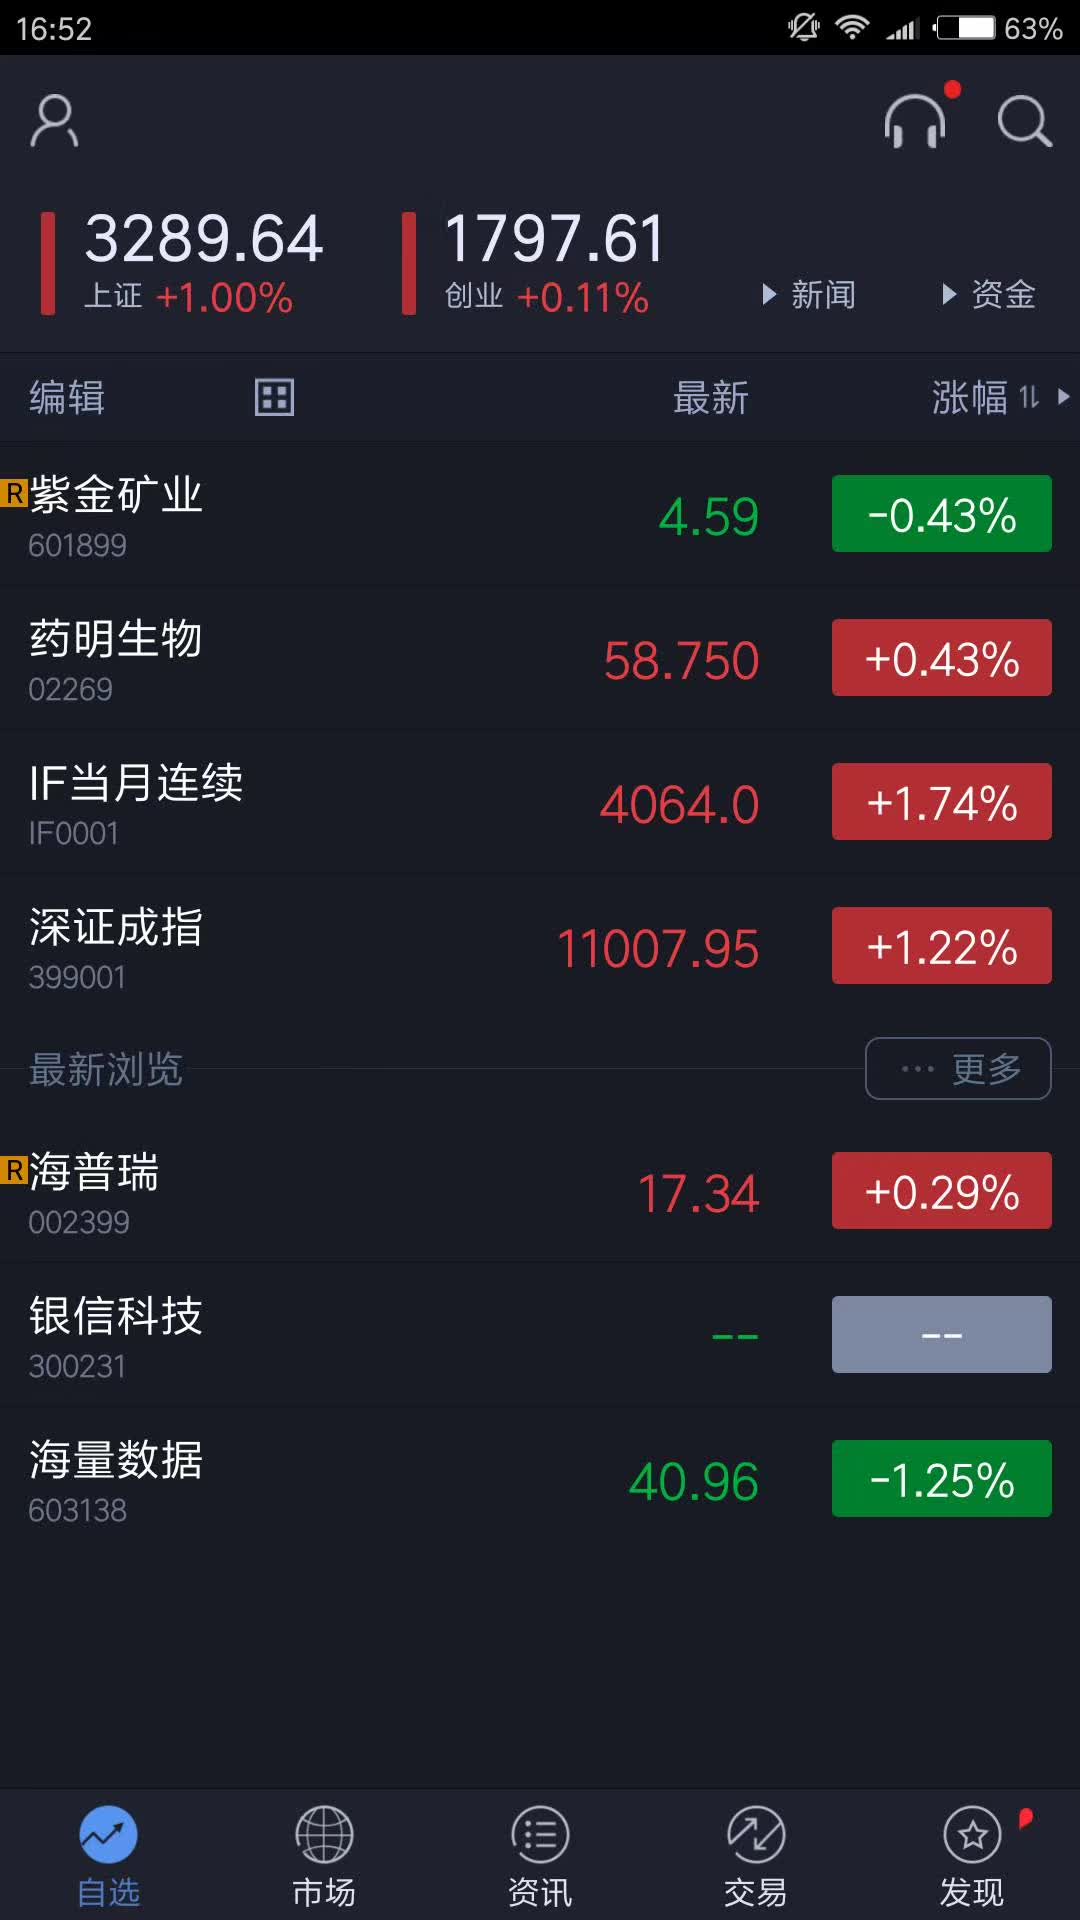 16:52 63%
3289.64 1797.61
上证 +1.00% 创业 +0.11% 新闻 资金
编辑 最新 涨幅
R 紫金矿业 4.59 -0.43%
601899
药明生物 58.750 +0.43%
02269
IF当月连续 4064.0 +1.74%
IF0001
深证成指 11007.95 +1.22%
399001
最新浏览 ··· 更多
R 海普瑞 17.34 +0.29%
002399
银信科技 -- --
300231
海量数据 40.96 -1.25%
603138
自选 市场 资讯 交易 发现